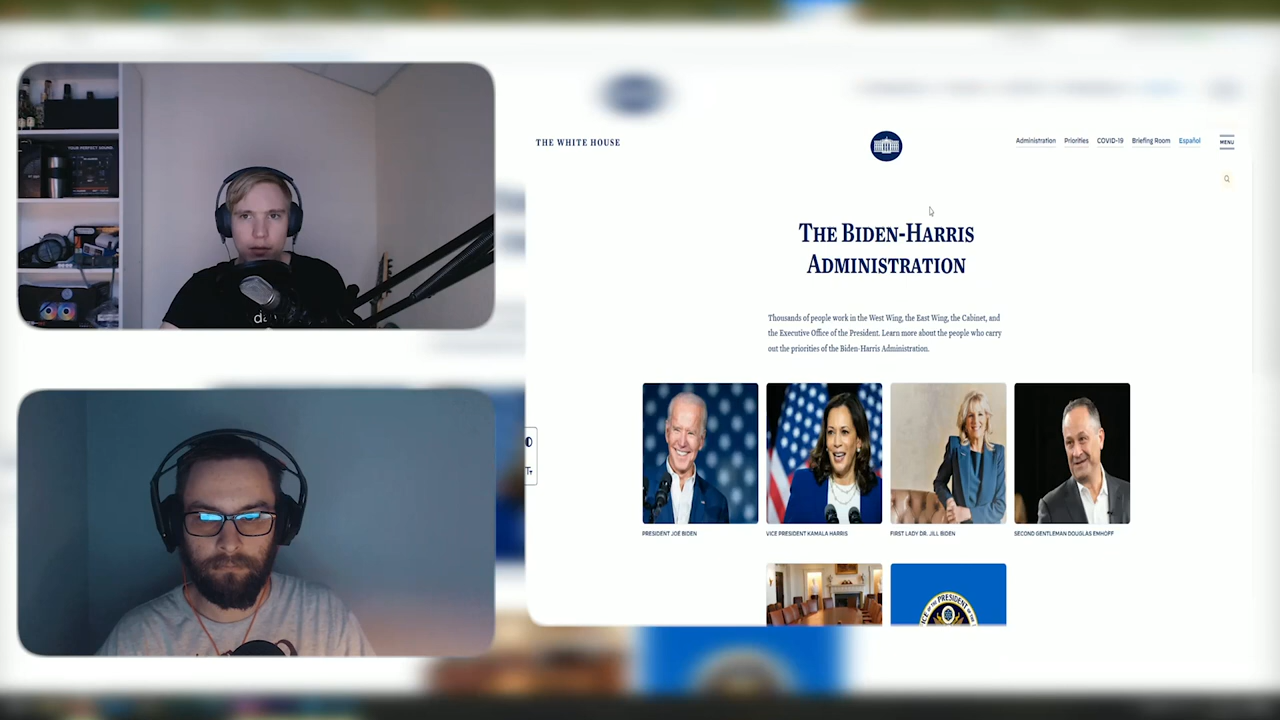 THE WHITE HOUSE
Administration Priorities COVID-19 Briefing Room Español
MENU
THE BIDEN-HARRIS
ADMINISTRATION
Thousands of people work in the West Wing, the East Wing, the Cabinet, and
the Executive Office of the President. Learn more about the people who carry
out the priorities of the Biden-Harris Administration.
PRESIDENT JOE BIDEN
VICE PRESIDENT KAMALA HARRIS
FIRST LADY DR. JILL BIDEN
SECOND GENTLEMAN DOUGLAS EMHOFF